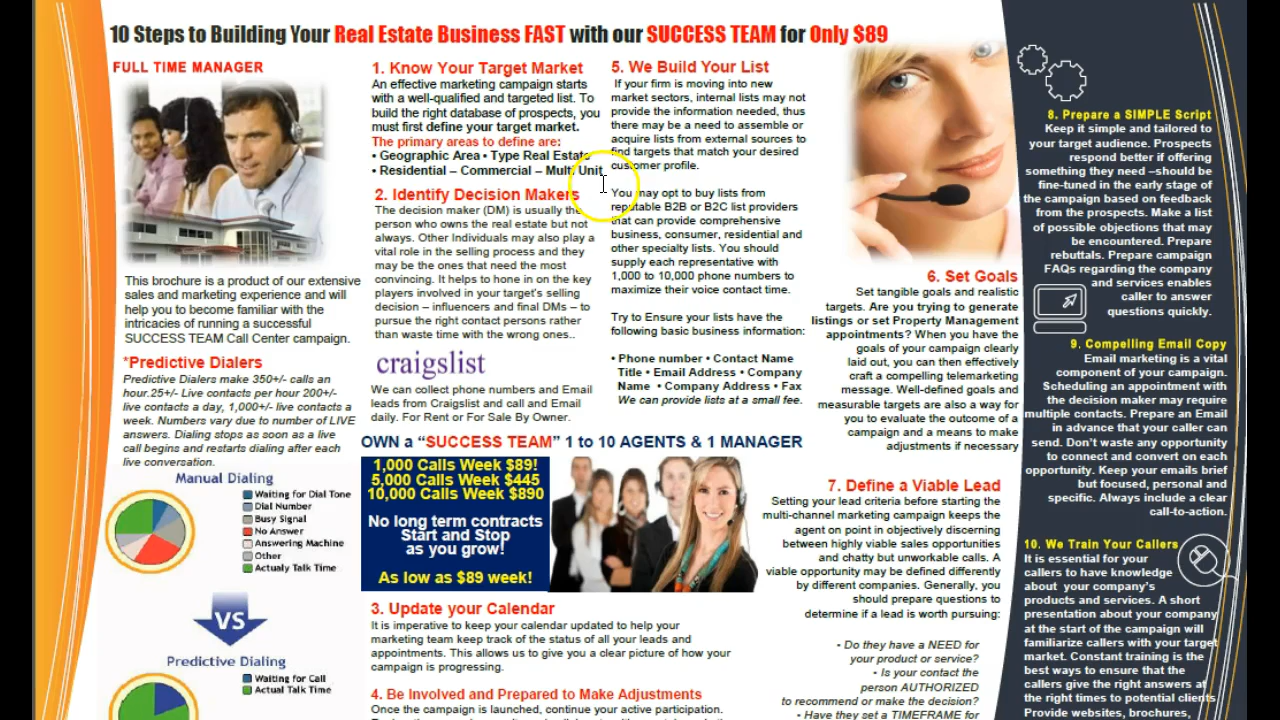 10 Steps to Building Your Real Estate Business FAST with our SUCCESS TEAM for Only $89
FULL TIME MANAGER
This brochure is a product of our extensive
sales and marketing experience and will
help you to become familiar with the
intricacies of running a successful
SUCCESS TEAM Call Center campaign.
*Predictive Dialers
Predictive Dialers make 350+/- calls an
hour.25+/- Live contacts per hour 200+/-
live contacts a day, 1,000+/- live contacts a
week. Numbers vary due to number of LIVE
answers. Dialing stops as soon as a live
call begins and restarts dialing after each
live conversation.
Manual Dialing
Waiting for Dial Tone
Dial Number
Busy Signal
No Answer
Answering Machine
Other
Actualy Talk Time
VS
Predictive Dialing
Waiting for Call
Actual Talk Time
1. Know Your Target Market
An effective marketing campaign starts
with a well-qualified and targeted list. To
build the right database of prospects, you
must first define your target market.
The primary areas to define are:
• Geographic Area • Type Real Estate
• Residential – Commercial – Multi Unit
2. Identify Decision Makers
The decision maker (DM) is usually the
person who owns the real estate but not
always. Other Individuals may also play a
vital role in the selling process and they
may be the ones that need the most
convincing. It helps to hone in on the key
players involved in your target's selling
decision – influencers and final DMs – to
pursue the right contact persons rather
than waste time with the wrong ones..
craigslist
We can collect phone numbers and Email
leads from Craigslist and call and Email
daily. For Rent or For Sale By Owner.
5. We Build Your List
If your firm is moving into new
market sectors, internal lists may not
provide the information needed, thus
there may be a need to assemble or
acquire lists from external sources to
find targets that match your desired
customer profile.
You may opt to buy lists from
reputable B2B or B2C list providers
that can provide comprehensive
business, consumer, residential and
other specialty lists. You should
supply each representative with
1,000 to 10,000 phone numbers to
maximize their voice contact time.
Try to Ensure your lists have the
following basic business information:
• Phone number • Contact Name
Title • Email Address • Company
Name • Company Address • Fax
We can provide lists at a small fee.
OWN a “SUCCESS TEAM” 1 to 10 AGENTS & 1 MANAGER
1,000 Calls Week $89!
5,000 Calls Week $445
10,000 Calls Week $890
No long term contracts
Start and Stop
as you grow!
As low as $89 week!
3. Update your Calendar
It is imperative to keep your calendar updated to help your
marketing team keep track of the status of all your leads and
appointments. This allows us to give you a clear picture of how your
campaign is progressing.
4. Be Involved and Prepared to Make Adjustments
Once the campaign is launched, continue your active participation.
6. Set Goals
Set tangible goals and realistic
targets. Are you trying to generate
listings or set Property Management
appointments? When you have the
goals of your campaign clearly
laid out, you can then effectively
craft a compelling telemarketing
message. Well-defined goals and
measurable targets are also a way for
you to evaluate the outcome of a
campaign and a means to make
adjustments if necessary
7. Define a Viable Lead
Setting your lead criteria before starting the
multi-channel marketing campaign keeps the
agent on point in objectively discerning
between highly viable sales opportunities
and chatty but unworkable calls. A
viable opportunity may be defined differently
by different companies. Generally, you
should prepare questions to
determine if a lead is worth pursuing:
• Do they have a NEED for
your product or service?
• Is your contact the
person AUTHORIZED
to recommend or make the decision?
• Have they set a TIMEFRAME for
8. Prepare a SIMPLE Script
Keep it simple and tailored to
your target audience. Prospects
respond better if offering
something they need –should be
fine-tuned in the early stage of
the campaign based on feedback
from the prospects. Make a list
of possible objections that may
be encountered. Prepare
rebuttals. Prepare campaign
FAQs regarding the company
and services enables
caller to answer
questions quickly.
9. Compelling Email Copy
Email marketing is a vital
component of your campaign.
Scheduling an appointment with
the decision maker may require
multiple contacts. Prepare an Email
in advance that your caller can
send. Don't waste any opportunity
to connect and convert on each
opportunity. Keep your emails brief
but focused, personal and
specific. Always include a clear
call-to-action.
10. We Train Your Callers
It is essential for your
callers to have knowledge
about your company's
products and services. A short
presentation about your company
at the start of the campaign will
familiarize callers with your target
market. Constant training is the
best ways to ensure that the
callers give the right answers at
the right times to potential clients
Provide websites, brochures,